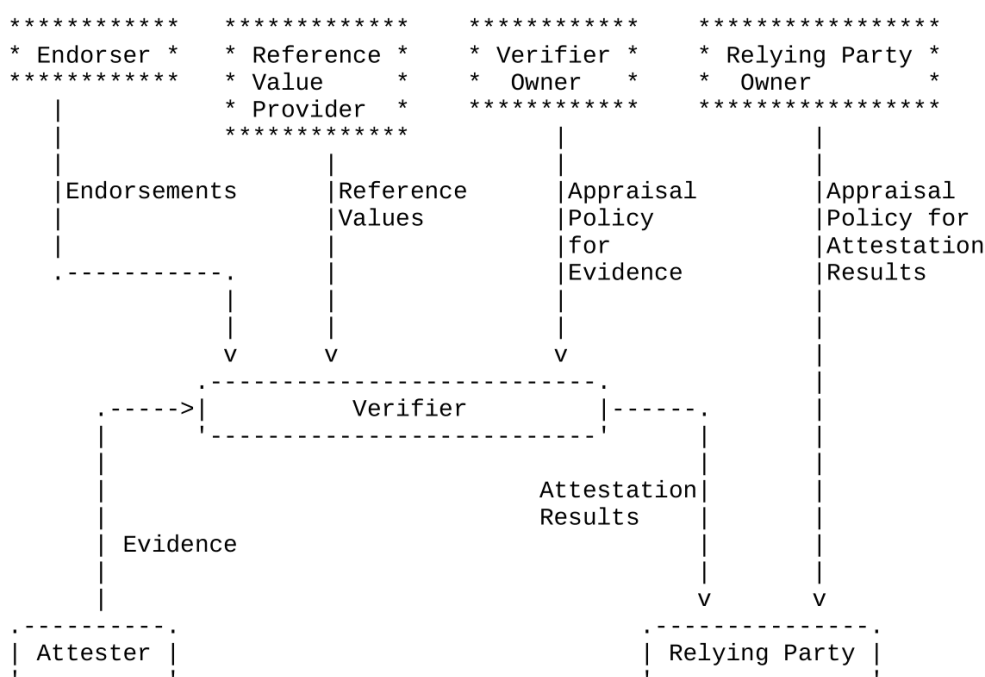 ************ ************* ************ *****************
* Endorser * * Reference * * Verifier * * Relying Party *
************ * Value * * Owner * * Owner *
* Provider * ************ *****************
*************
Endorsements
Reference
Values
Appraisal
Policy
for
Evidence
Appraisal
Policy for
Attestation
Results
Verifier
Attestation
Results
Evidence
Attester
Relying Party